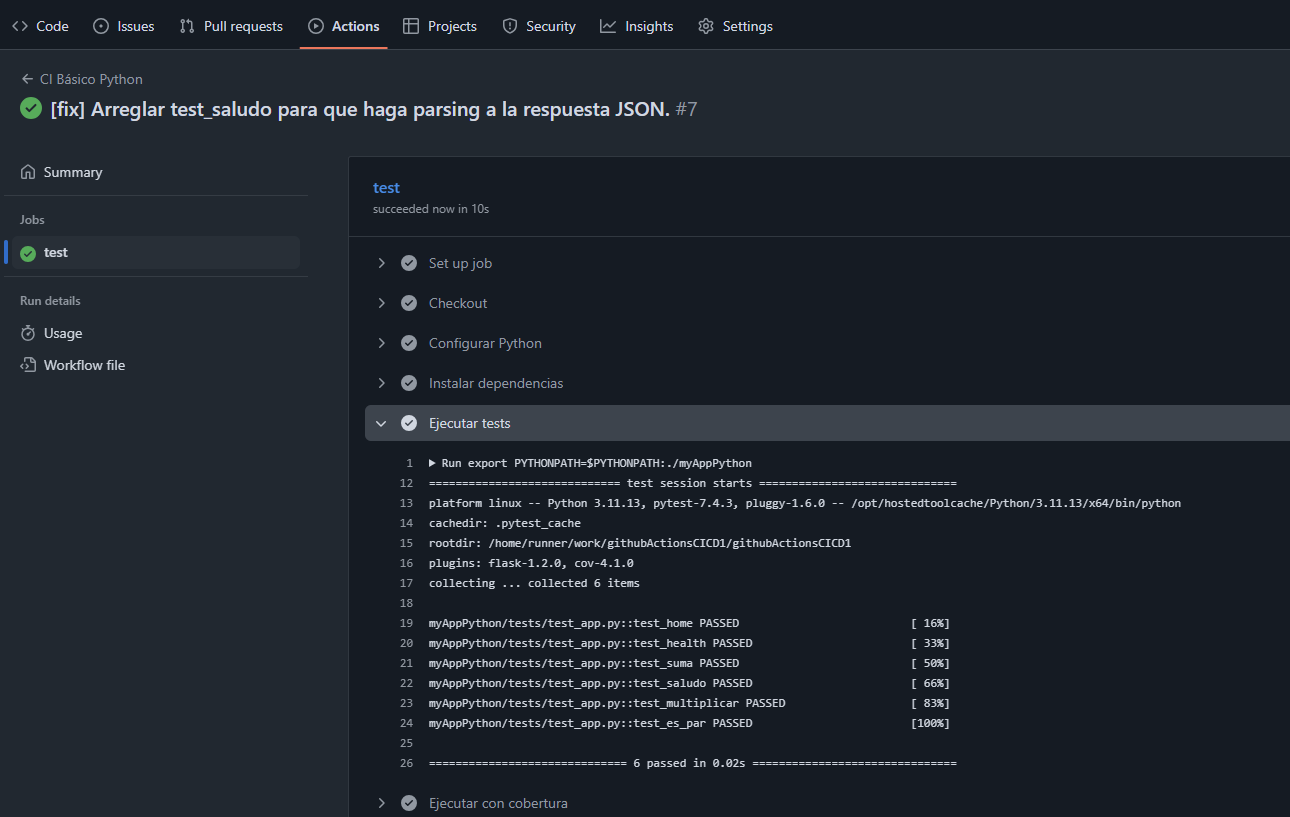 Code Issues Pull requests Actions Projects Security Insights Settings
CI Básico Python
[fix] Arreglar test_saludo para que haga parsing a la respuesta JSON. #7
Summary
Jobs
test
Run details
Usage
Workflow file
test
succeeded now in 10s
Set up job
Checkout
Configurar Python
Instalar dependencias
Ejecutar tests
1 Run export PYTHONPATH=$PYTHONPATH:./myAppPython
12 ============================= test session starts ==============================
13 platform linux -- Python 3.11.13, pytest-7.4.3, pluggy-1.6.0 -- /opt/hostedtoolcache/Python/3.11.13/x64/bin/python
14 cachedir: .pytest_cache
15 rootdir: /home/runner/work/githubActionsCICD1/githubActionsCICD1
16 plugins: flask-1.2.0, cov-4.1.0
17 collecting ... collected 6 items
18
19 myAppPython/tests/test_app.py::test_home PASSED [ 16%]
20 myAppPython/tests/test_app.py::test_health PASSED [ 33%]
21 myAppPython/tests/test_app.py::test_suma PASSED [ 50%]
22 myAppPython/tests/test_app.py::test_saludo PASSED [ 66%]
23 myAppPython/tests/test_app.py::test_multiplicar PASSED [ 83%]
24 myAppPython/tests/test_app.py::test_es_par PASSED [100%]
25
26 ============================== 6 passed in 0.02s ===============================
Ejecutar con cobertura